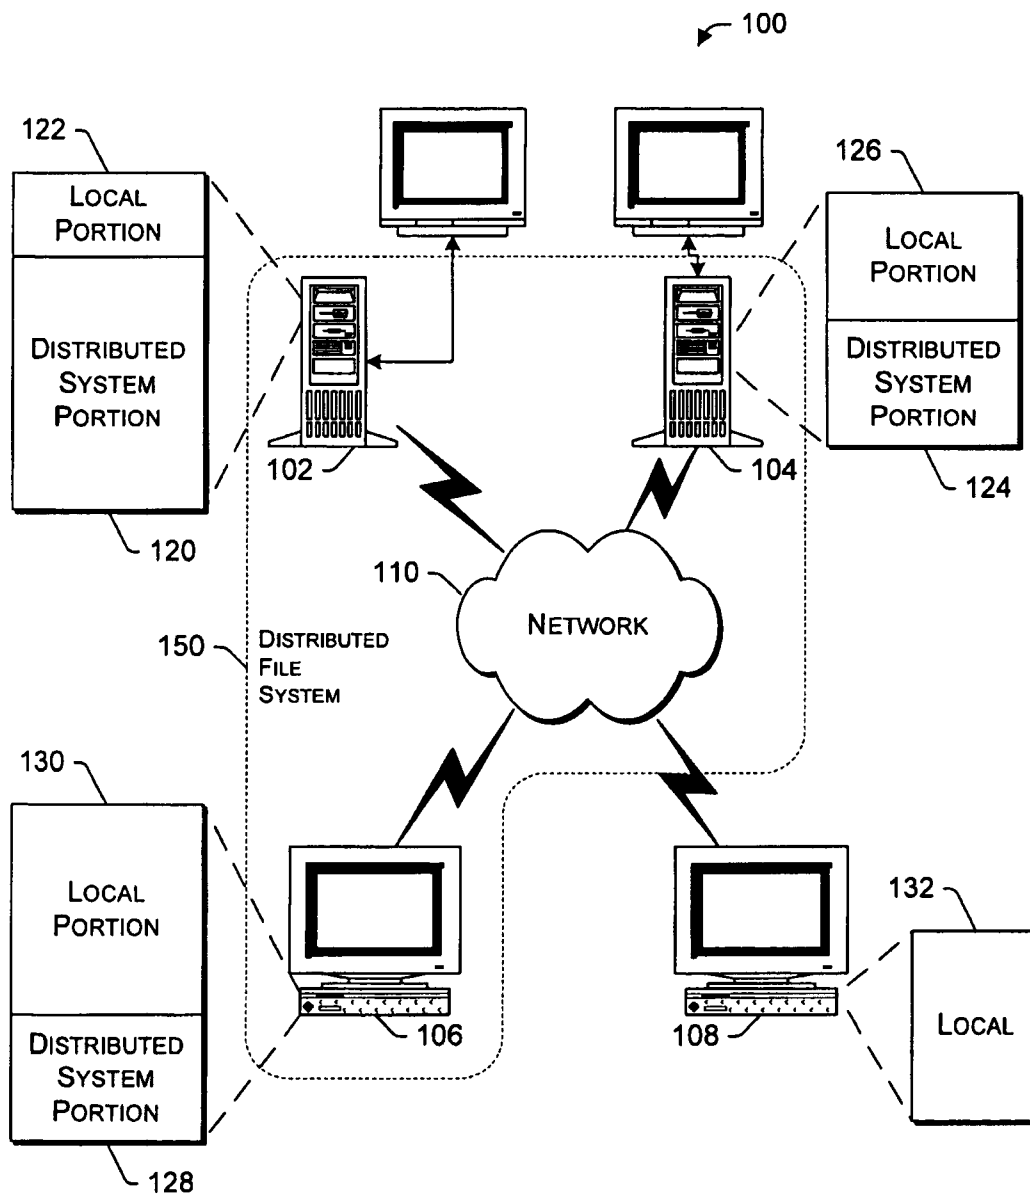 100
122
LOCAL
PORTION
DISTRIBUTED
SYSTEM
PORTION
120
126
LOCAL
PORTION
DISTRIBUTED
SYSTEM
PORTION
124
102
104
110
NETWORK
150
DISTRIBUTED
FILE
SYSTEM
130
LOCAL
PORTION
DISTRIBUTED
SYSTEM
PORTION
128
106
108
132
LOCAL